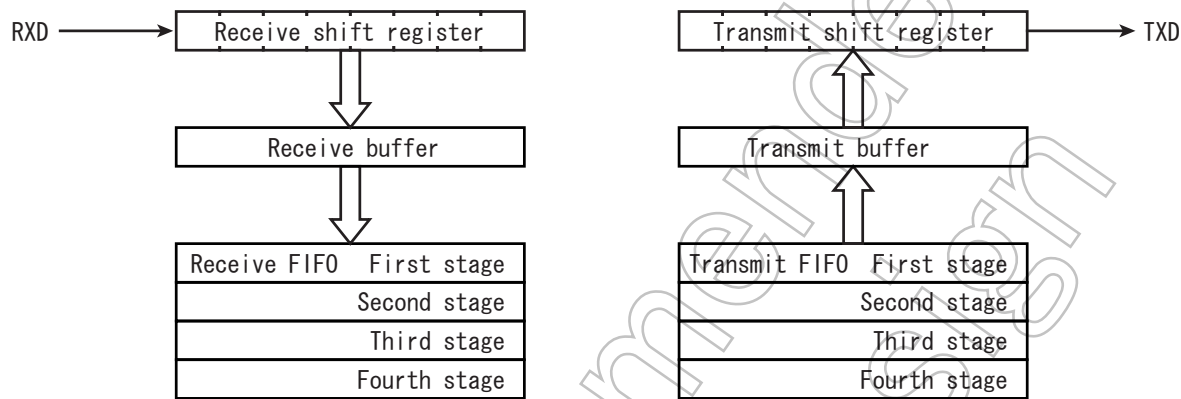 RXD
Receive shift register
Receive buffer
Receive FIFO First stage
Second stage
Third stage
Fourth stage
Transmit shift register
TXD
Transmit buffer
Transmit FIFO First stage
Second stage
Third stage
Fourth stage